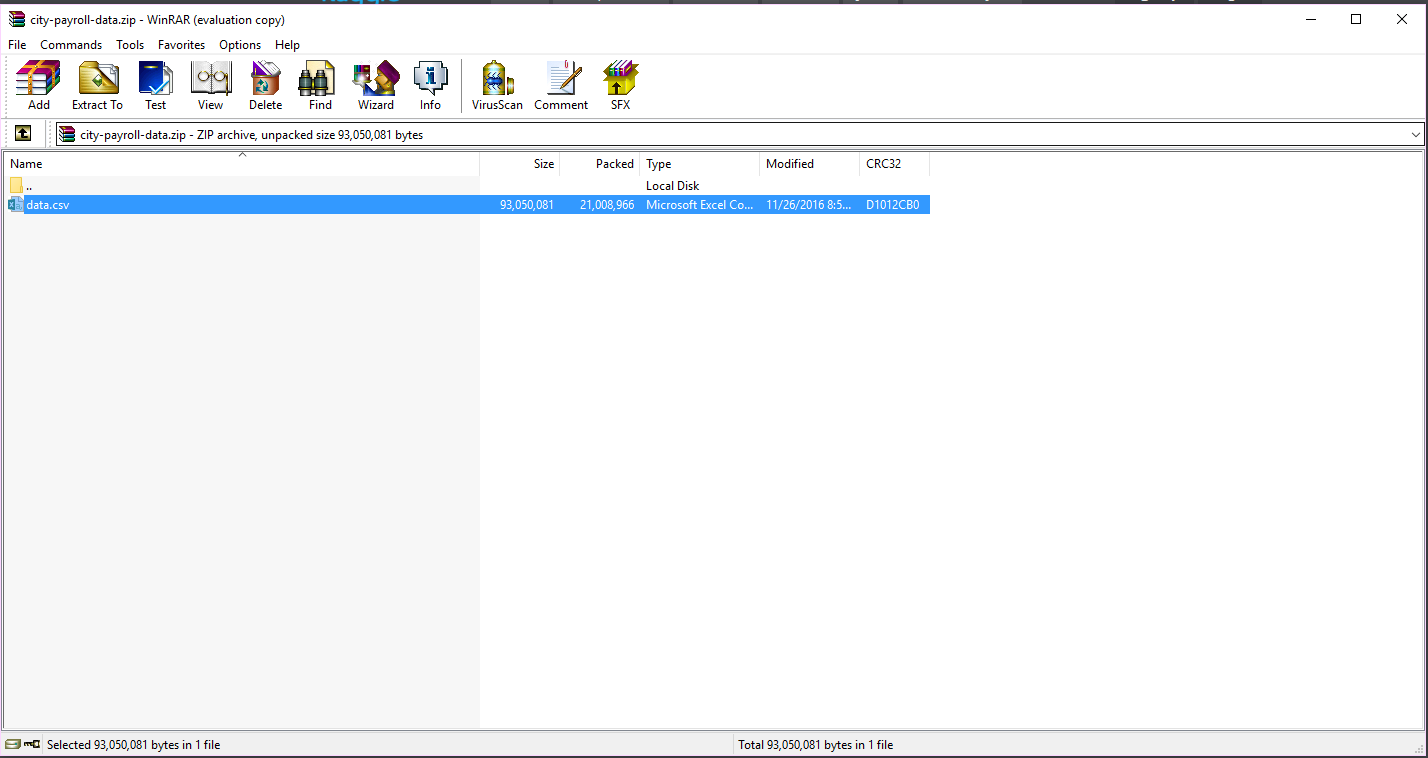 city-payroll-data.zip - WinRAR (evaluation copy)
File Commands Tools Favorites Options Help
Add Extract To Test View Delete Find Wizard Info VirusScan Comment SFX
city-payroll-data.zip - ZIP archive, unpacked size 93,050,081 bytes
Name Size Packed Type Modified CRC32
.. Local Disk
data.csv 93,050,081 21,008,966 Microsoft Excel Co... 11/26/2016 8:5... D1012CB0
Selected 93,050,081 bytes in 1 file Total 93,050,081 bytes in 1 file